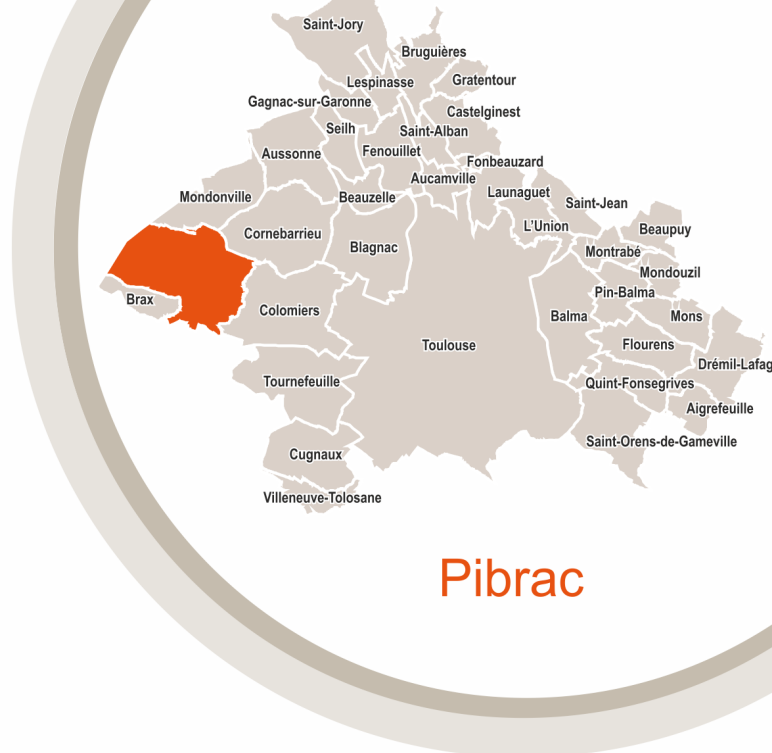 Saint-Jory
Bruguières
Lespinasse
Gratentour
Gagnac-sur-Garonne
Castelginest
Seilh
Saint-Alban
Aussonne
Fenouillet
Fonbeauzard
Aucamville
Mondonville
Beauzelle
Launaguet
Saint-Jean
L'Union
Beaupuy
Cornebarrieu
Blagnac
Montrabé
Mondouzil
Pin-Balma
Brax
Colomiers
Balma
Mons
Toulouse
Flourens
Drémil-Lafag
Tournefeuille
Quint-Fonsegrives
Aigrefeuille
Saint-Orens-de-Gameville
Cugnaux
Villeneuve-Tolosane
Pibrac